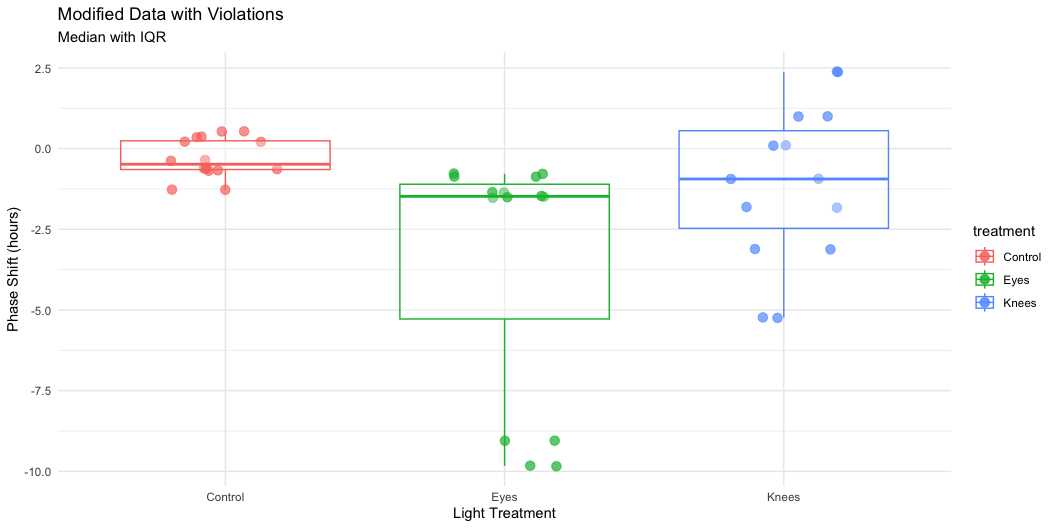 Modified Data with Violations
Median with IQR
Phase Shift (hours)
2.5
0.0
-2.5
-5.0
-7.5
-10.0
Control
Eyes
Knees
Light Treatment
treatment
Control
Eyes
Knees